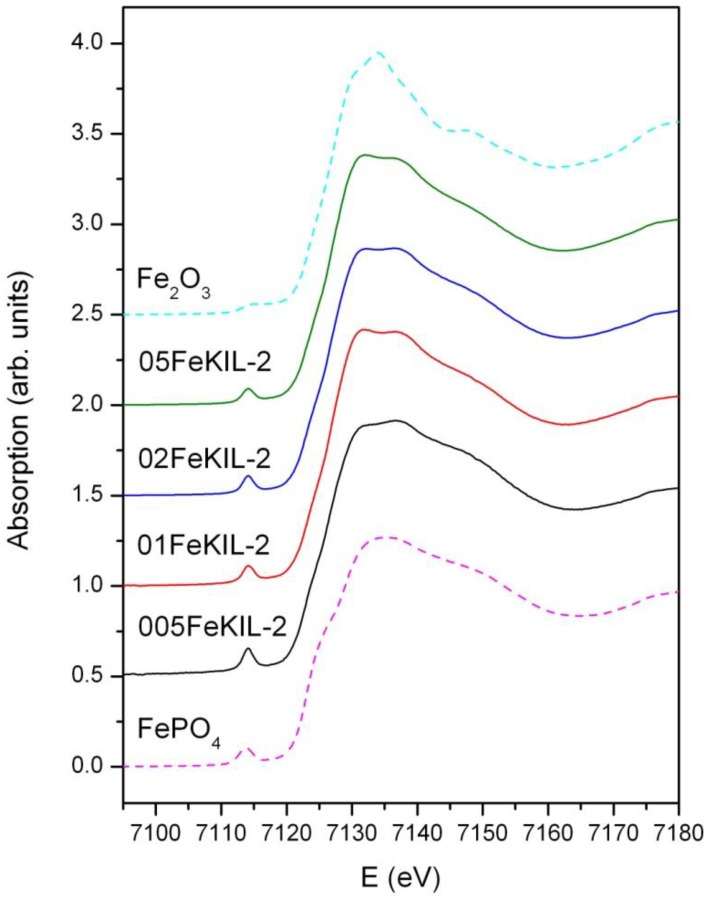 4.0
3.5
3.0
2.5
2.0
1.5
1.0
0.5
0.0
Absorption (arb. units)
Fe₂O₃
05FeKIL-2
02FeKIL-2
01FeKIL-2
005FeKIL-2
FePO₄
7100 7110 7120 7130 7140 7150 7160 7170 7180
E (eV)